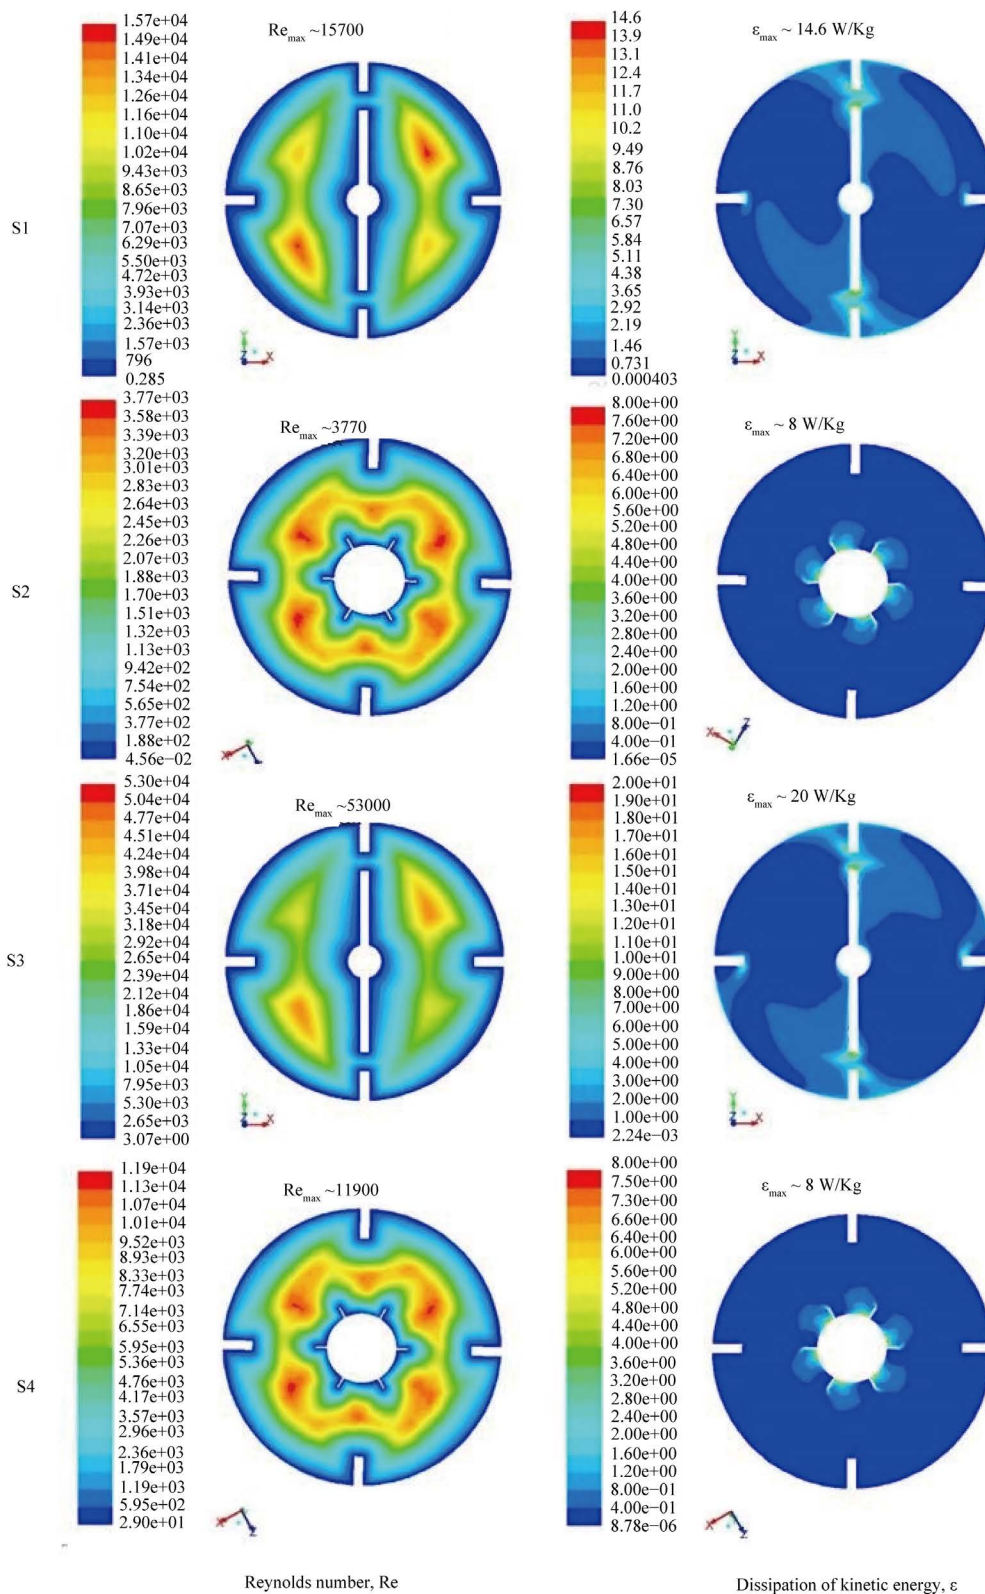 S1
1.57e+04
1.49e+04
1.41e+04
1.34e+04
1.26e+04
1.16e+04
1.10e+04
1.02e+04
9.43e+03
8.65e+03
7.96e+03
7.07e+03
6.29e+03
5.50e+03
4.72e+03
3.93e+03
3.14e+03
2.36e+03
1.57e+03
796
0.285
Remax ~15700
Y
Z X
14.6
13.9
13.1
12.4
11.7
11.0
10.2
9.49
8.76
8.03
7.30
6.57
5.84
5.11
4.38
3.65
2.92
2.19
1.46
0.731
0.000403
εmax ~ 14.6 W/Kg
Y
Z X
S2
3.77e+03
3.58e+03
3.39e+03
3.20e+03
3.01e+03
2.83e+03
2.64e+03
2.45e+03
2.26e+03
2.07e+03
1.88e+03
1.70e+03
1.51e+03
1.32e+03
1.13e+03
9.42e+02
7.54e+02
5.65e+02
3.77e+02
1.88e+02
4.56e−02
Remax ~3770
X
8.00e+00
7.60e+00
7.20e+00
6.80e+00
6.40e+00
6.00e+00
5.60e+00
5.20e+00
4.80e+00
4.40e+00
4.00e+00
3.60e+00
3.20e+00
2.80e+00
2.40e+00
2.00e+00
1.60e+00
1.20e+00
8.00e−01
4.00e−01
1.66e−05
εmax ~ 8 W/Kg
X Z
S3
5.30e+04
5.04e+04
4.77e+04
4.51e+04
4.24e+04
3.98e+04
3.71e+04
3.45e+04
3.18e+04
2.92e+04
2.65e+04
2.39e+04
2.12e+04
1.86e+04
1.59e+04
1.33e+04
1.05e+04
7.95e+03
5.30e+03
2.65e+03
3.07e+00
Remax ~53000
Y
Z X
2.00e+01
1.90e+01
1.80e+01
1.70e+01
1.60e+01
1.50e+01
1.40e+01
1.30e+01
1.20e+01
1.10e+01
1.00e+01
9.00e+00
8.00e+00
7.00e+00
6.00e+00
5.00e+00
4.00e+00
3.00e+00
2.00e+00
1.00e+00
2.24e−03
εmax ~ 20 W/Kg
Y
Z X
S4
1.19e+04
1.13e+04
1.07e+04
1.01e+04
9.52e+03
8.93e+03
8.33e+03
7.74e+03
7.14e+03
6.55e+03
5.95e+03
5.36e+03
4.76e+03
4.17e+03
3.57e+03
2.96e+03
2.36e+03
1.79e+03
1.19e+03
5.95e+02
2.90e+01
Remax ~11900
X Z
8.00e+00
7.50e+00
7.30e+00
6.60e+00
6.40e+00
6.00e+00
5.60e+00
5.20e+00
4.80e+00
4.40e+00
4.00e+00
3.60e+00
3.20e+00
2.80e+00
2.40e+00
2.00e+00
1.60e+00
1.20e+00
8.00e−01
4.00e−01
8.78e−06
εmax ~ 8 W/Kg
X Z
Reynolds number, Re
Dissipation of kinetic energy, ε